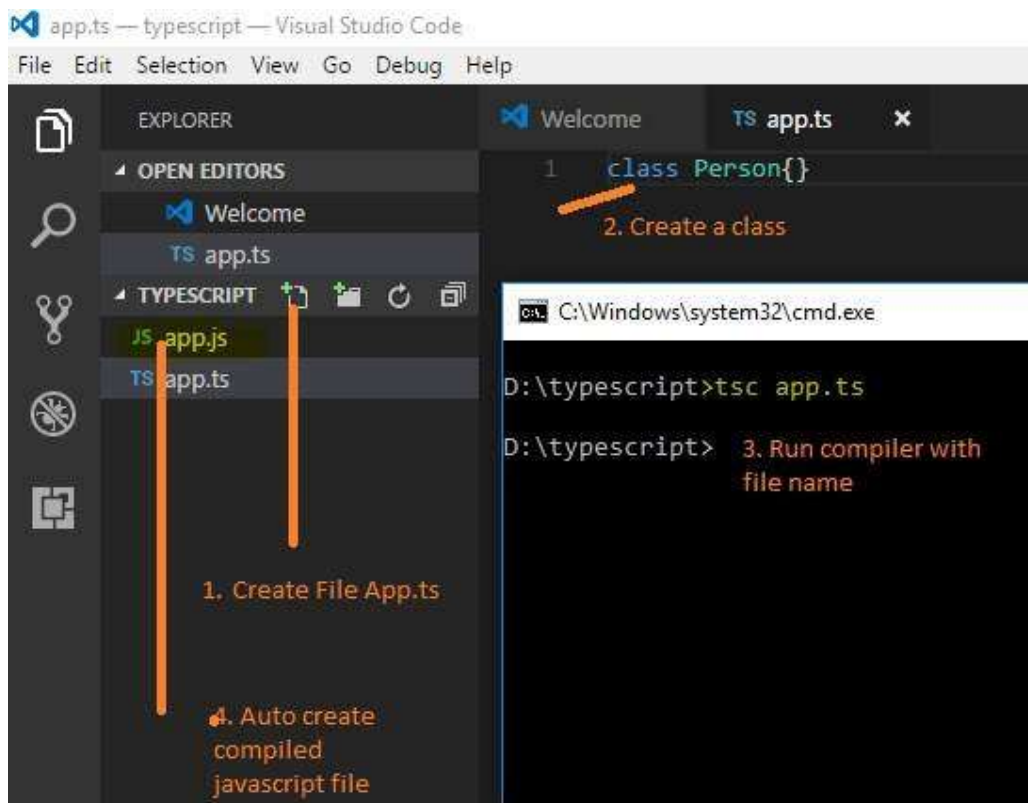 app.ts — typescript — Visual Studio Code
File Edit Selection View Go Debug Help
EXPLORER
OPEN EDITORS
Welcome
TS app.ts
TYPESCRIPT
JS app.js
TS app.ts
Welcome
TS app.ts
1 class Person{}
2. Create a class
C:\Windows\system32\cmd.exe
D:\typescript>tsc app.ts
D:\typescript>
3. Run compiler with
file name
1. Create File App.ts
4. Auto create
compiled
javascript file